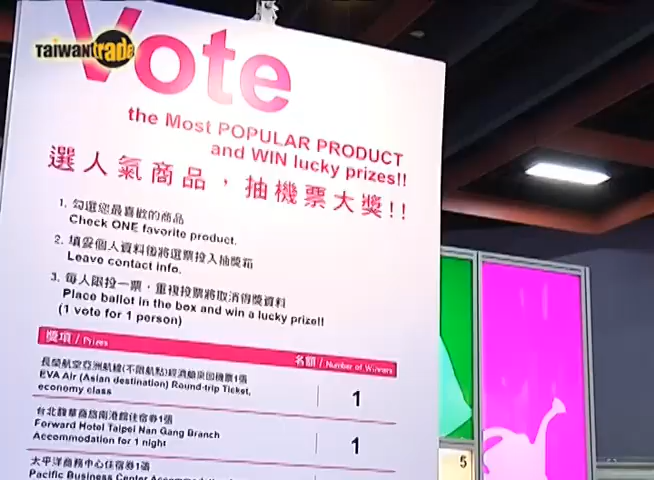 TAIWANtrade
Vote
the Most POPULAR PRODUCT
and WIN lucky prizes!!
選人氣商品，抽機票大獎!!
1. 勾選您最喜歡的商品
Check ONE favorite product.
2. 填妥個人資料後將選票投入抽獎箱
Leave contact info.
3. 每人限投一票，重複投票將取消得獎資料
Place ballot in the box and win a lucky prize!!
(1 vote for 1 person)
獎項 / Prizes 名額 / Number of Winners
長榮航空亞洲航線(不限航點)經濟艙來回機票1張
EVA Air (Asian destination) Round-trip Ticket, 1
economy class
台北馥華商旅南港館住宿券1張
Forward Hotel Taipei Nan Gang Branch 1
Accommodation for 1 night
太平洋商務中心住宿券1張
Pacific Business Center Accommodation
5